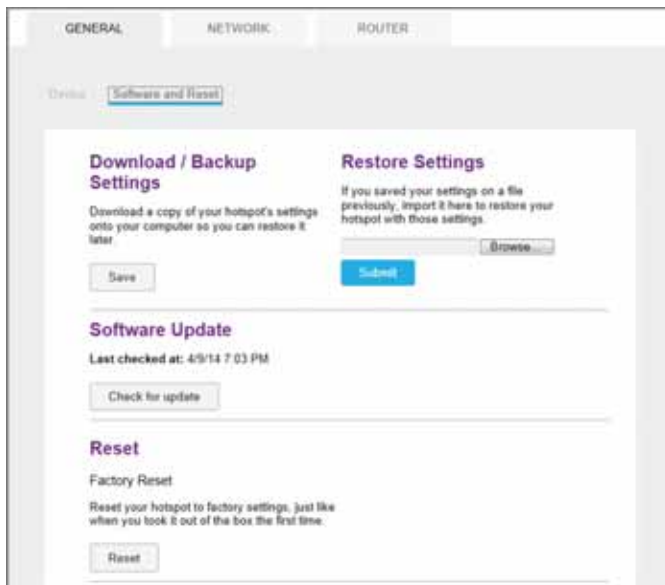 GENERAL
NETWORK
ROUTER
Device
Software and Reset
Download / Backup
Settings
Download a copy of your hotspot's settings
onto your computer so you can restore it
later.
Save
Restore Settings
If you saved your settings on a file
previously, import it here to restore your
hotspot with those settings.
Browse...
Submit
Software Update
Last checked at: 4/9/14 7:03 PM
Check for update
Reset
Factory Reset
Reset your hotspot to factory settings, just like
when you took it out of the box the first time.
Reset